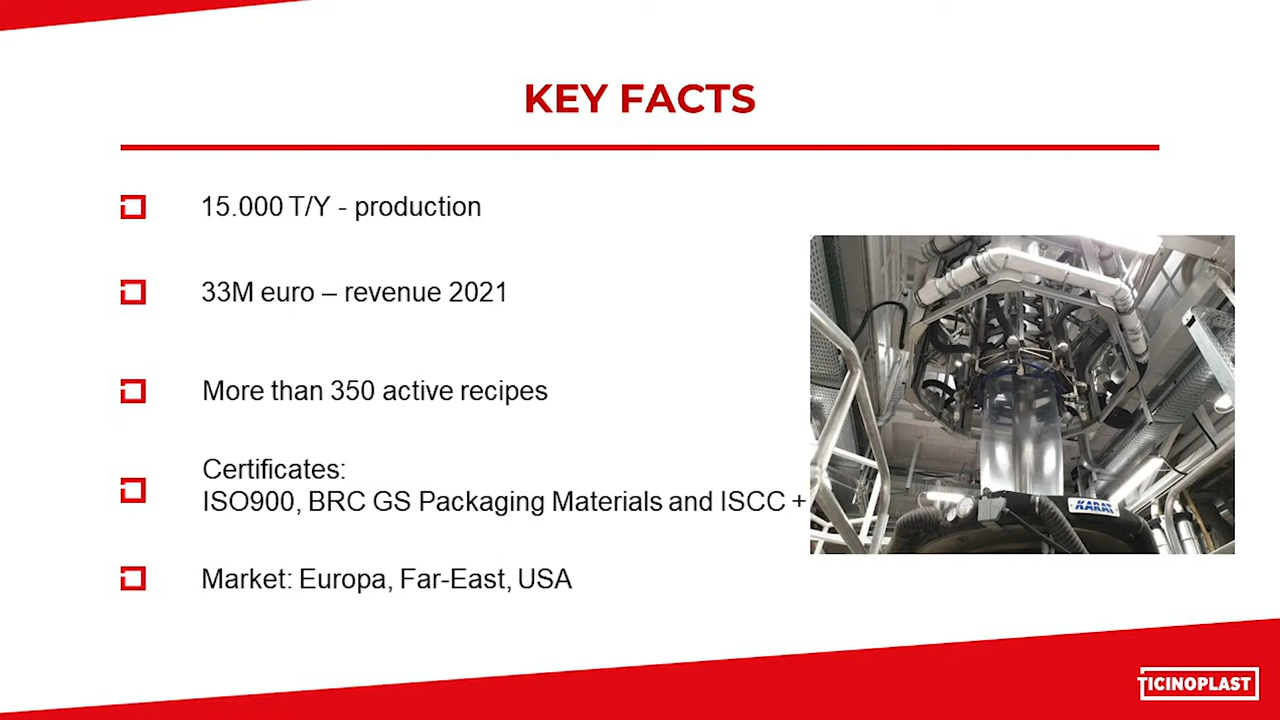 KEY FACTS
15.000 T/Y - production
33M euro – revenue 2021
More than 350 active recipes
Certificates:
ISO900, BRC GS Packaging Materials and ISCC +
KARAT
Market: Europa, Far-East, USA
TICINOPLAST